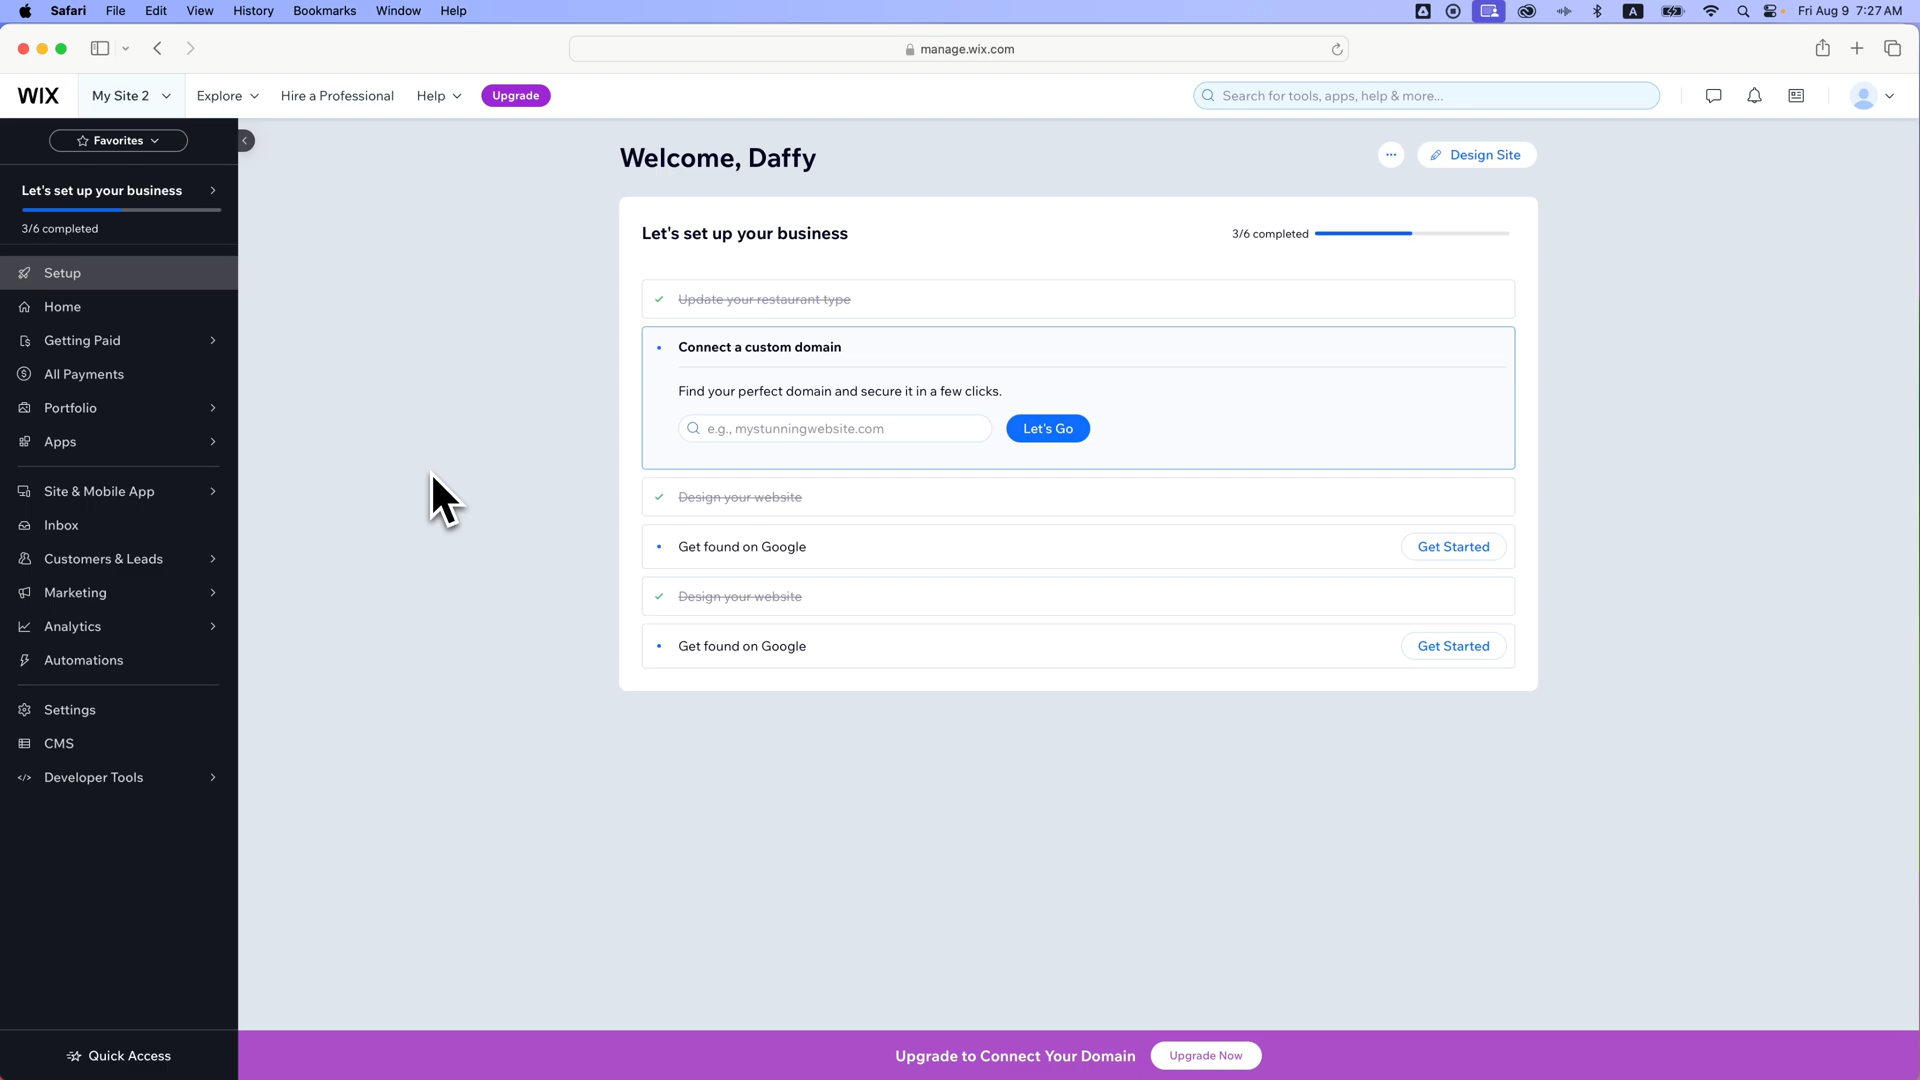 Safari File Edit View History Bookmarks Window Help A Fri Aug 9 7:27 AM
manage.wix.com
WIX My Site 2 Explore Hire a Professional Help Upgrade Search for tools, apps, help & more...
Favorites
Let's set up your business
3/6 completed
Setup
Home
Getting Paid
All Payments
Portfolio
Apps
Site & Mobile App
Inbox
Customers & Leads
Marketing
Analytics
Automations
Settings
CMS
Developer Tools
Quick Access
Welcome, Daffy
Design Site
Let's set up your business 3/6 completed
Update your restaurant type
Connect a custom domain
Find your perfect domain and secure it in a few clicks.
e.g., mystunningwebsite.com Let's Go
Design your website
Get found on Google Get Started
Design your website
Get found on Google Get Started
Upgrade to Connect Your Domain Upgrade Now